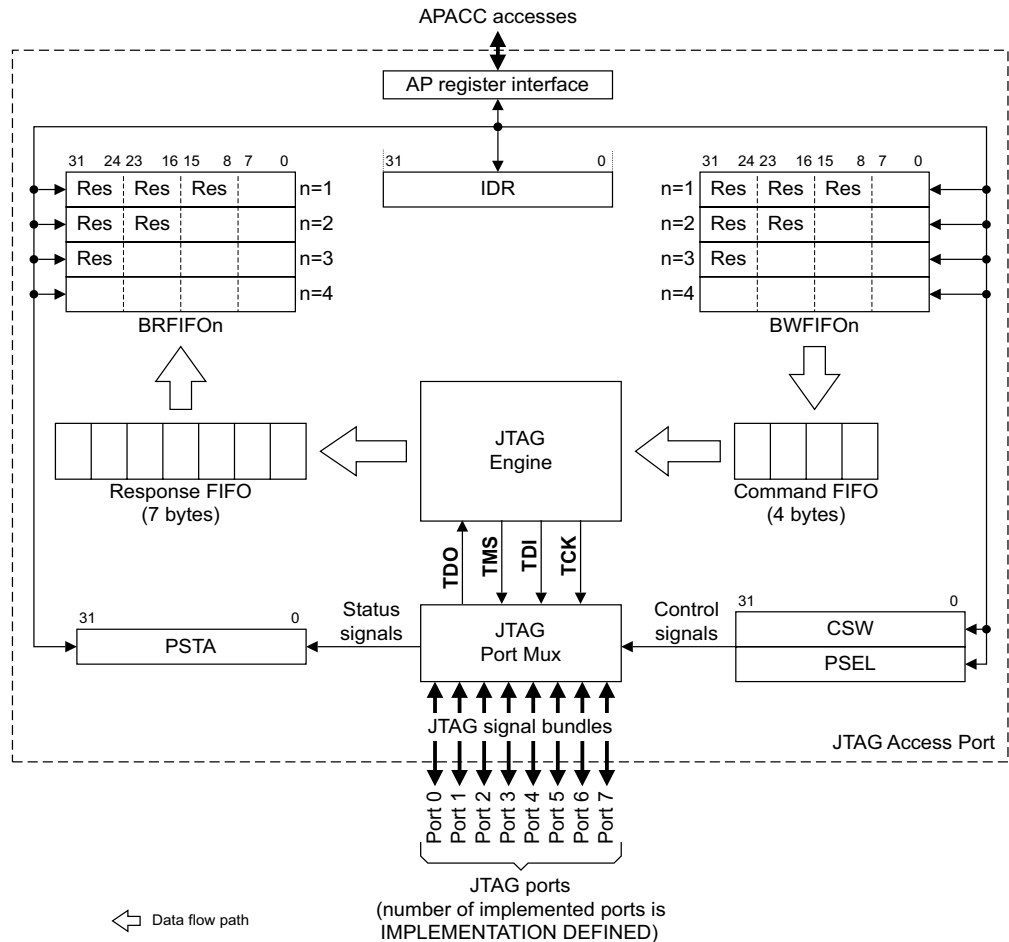 APACC accesses
AP register interface
31 24 23 16 15 8 7 0
31 0
31 24 23 16 15 8 7 0
Res Res Res n=1
IDR
n=1 Res Res Res
Res Res n=2
n=2 Res Res
Res n=3
n=3 Res
n=4
n=4
BRFIFOn
BWFIFOn
JTAG
Engine
Response FIFO
(7 bytes)
Command FIFO
(4 bytes)
TDO
TMS
TDI
TCK
31 0
PSTA
Status
signals
JTAG
Port Mux
Control
signals
31 0
CSW
PSEL
JTAG signal bundles
JTAG Access Port
Port 0
Port 1
Port 2
Port 3
Port 4
Port 5
Port 6
Port 7
JTAG ports
(number of implemented ports is
IMPLEMENTATION DEFINED)
Data flow path